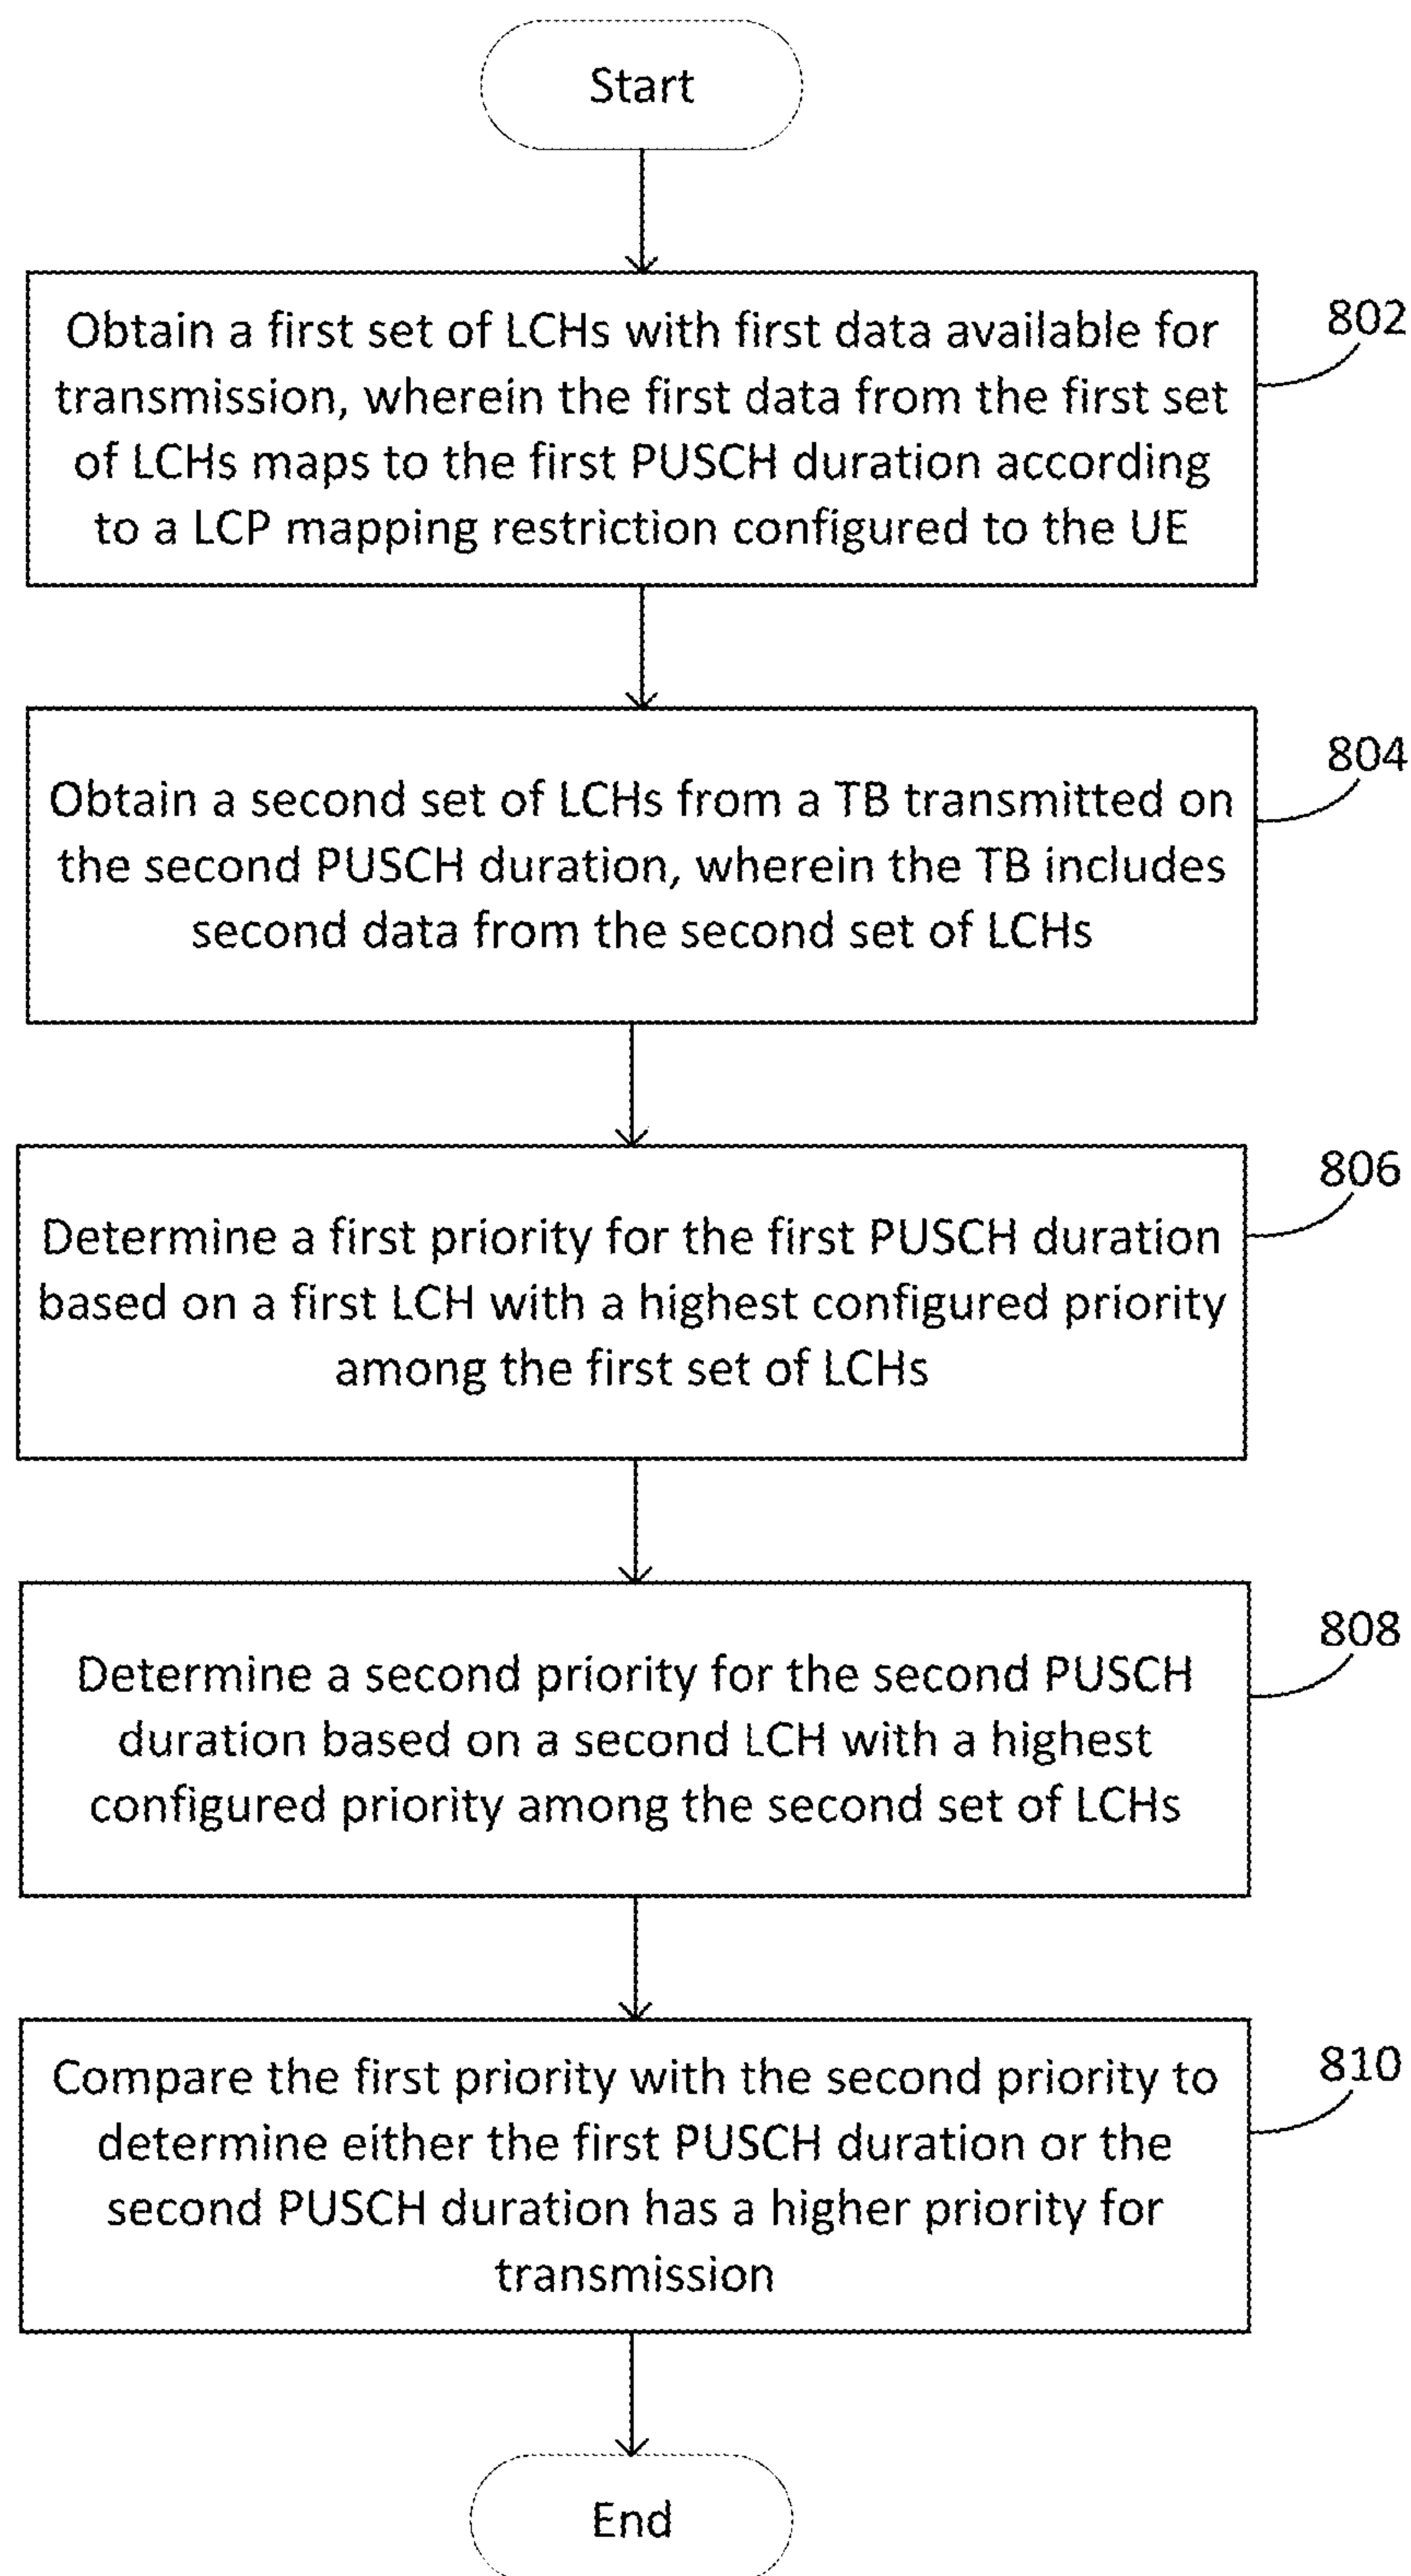 Start
Obtain a first set of LCHs with first data available for
transmission, wherein the first data from the first set
of LCHs maps to the first PUSCH duration according
to a LCP mapping restriction configured to the UE
802
Obtain a second set of LCHs from a TB transmitted on
the second PUSCH duration, wherein the TB includes
second data from the second set of LCHs
804
Determine a first priority for the first PUSCH duration
based on a first LCH with a highest configured priority
among the first set of LCHs
806
Determine a second priority for the second PUSCH
duration based on a second LCH with a highest
configured priority among the second set of LCHs
808
Compare the first priority with the second priority to
determine either the first PUSCH duration or the
second PUSCH duration has a higher priority for
transmission
810
End